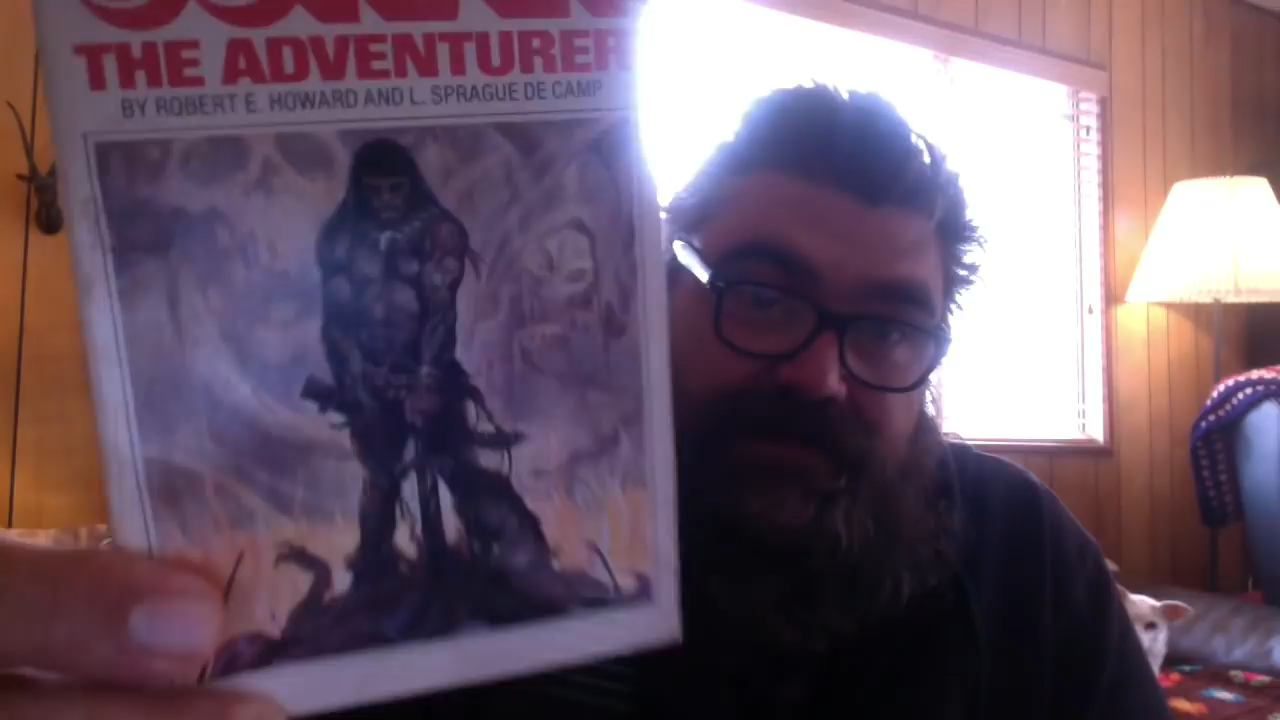 THE ADVENTURER
BY ROBERT E. HOWARD AND L. SPRAGUE DE CAMP